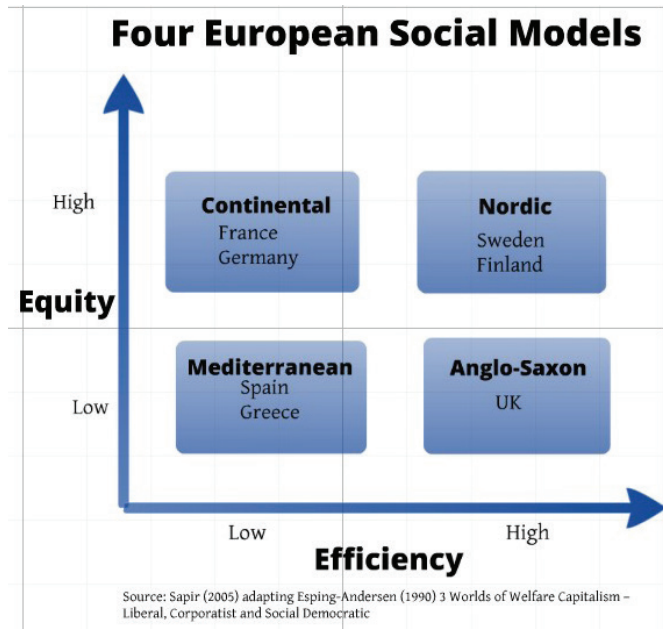 Four European Social Models
High
Continental
France
Germany
Nordic
Sweden
Finland
Equity
Low
Mediterranean
Spain
Greece
Anglo-Saxon
UK
Low
High
Efficiency
Source: Sapir (2005) adapting Esping-Andersen (1990) 3 Worlds of Welfare Capitalism –
Liberal, Corporatist and Social Democratic